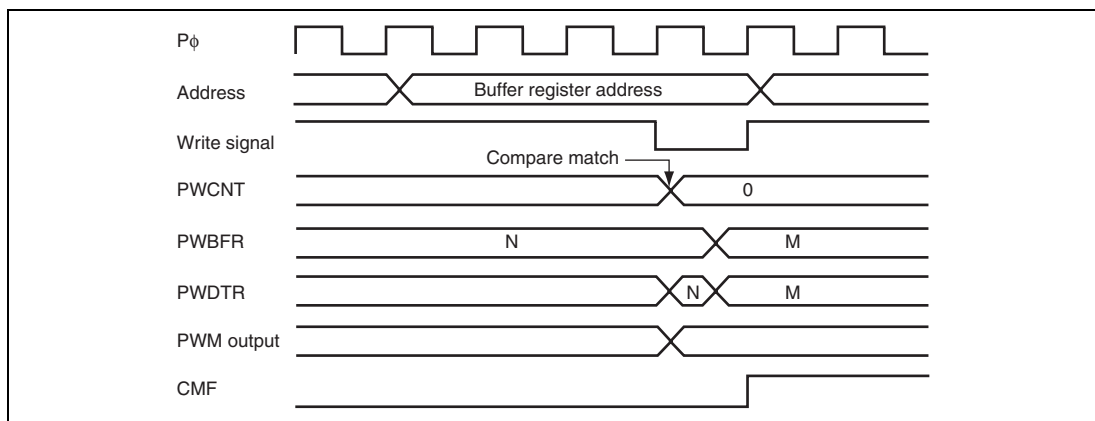 Pϕ
Address
Buffer register address
Write signal
Compare match
PWCNT
0
PWBFR
N
M
PWDTR
N
M
PWM output
CMF